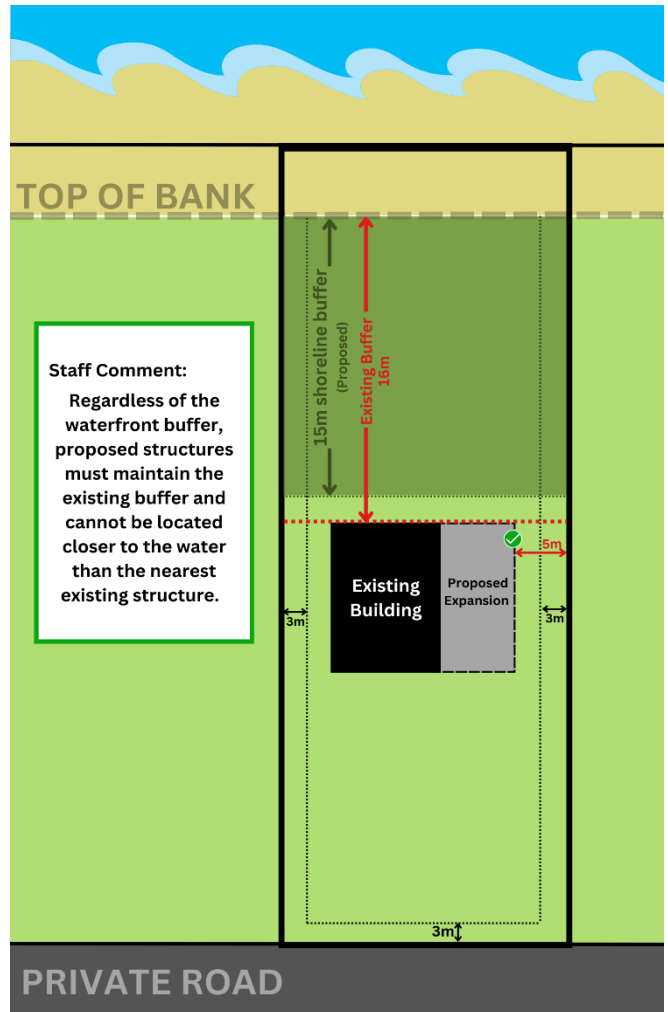 TOP OF BANK
15m shoreline buffer
(Proposed)
Existing Buffer
16m
Staff Comment:
Regardless of the
waterfront buffer,
proposed structures
must maintain the
existing buffer and
cannot be located
closer to the water
than the nearest
existing structure.
5m
Existing
Building
Proposed
Expansion
3m
3m
3m
PRIVATE ROAD